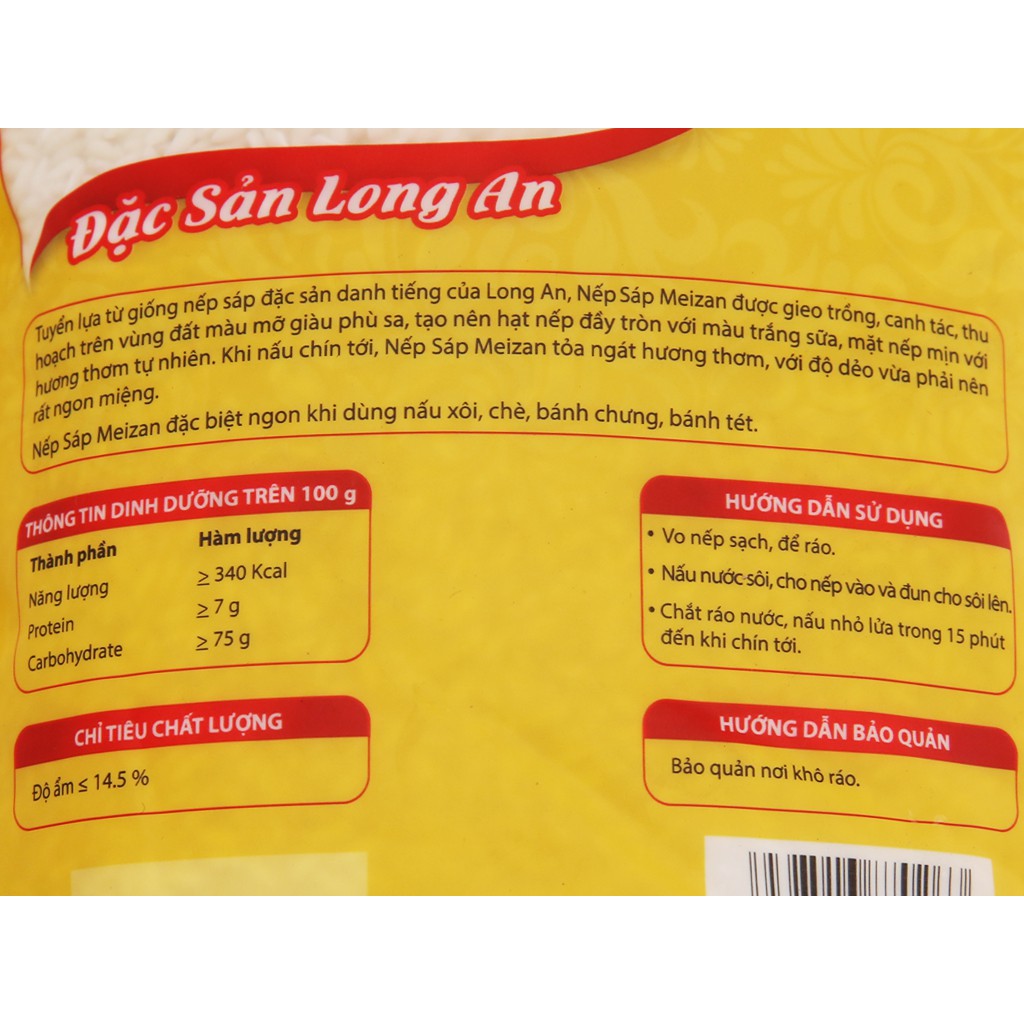 Đặc Sản Long An
Tuyển lựa từ giống nếp sáp đặc sản danh tiếng của Long An, Nếp Sáp Meizan được gieo trồng, canh tác, thu
hoạch trên vùng đất màu mỡ giàu phù sa, tạo nên hạt nếp đầy tròn với màu trắng sữa, mặt nếp mịn với
hương thơm tự nhiên. Khi nấu chín tới, Nếp Sáp Meizan tỏa ngát hương thơm, với độ dẻo vừa phải nên
rất ngon miệng.
Nếp Sáp Meizan đặc biệt ngon khi dùng nấu xôi, chè, bánh chưng, bánh tét.
THÔNG TIN DINH DƯỠNG TRÊN 100 g
Thành phần Hàm lượng
Năng lượng ≥ 340 Kcal
Protein ≥ 7 g
Carbohydrate ≥ 75 g
CHỈ TIÊU CHẤT LƯỢNG
Độ ẩm ≤ 14.5 %
HƯỚNG DẪN SỬ DỤNG
• Vo nếp sạch, để ráo.
• Nấu nước sôi, cho nếp vào và đun cho sôi lên.
• Chắt ráo nước, nấu nhỏ lửa trong 15 phút
đến khi chín tới.
HƯỚNG DẪN BẢO QUẢN
Bảo quản nơi khô ráo.